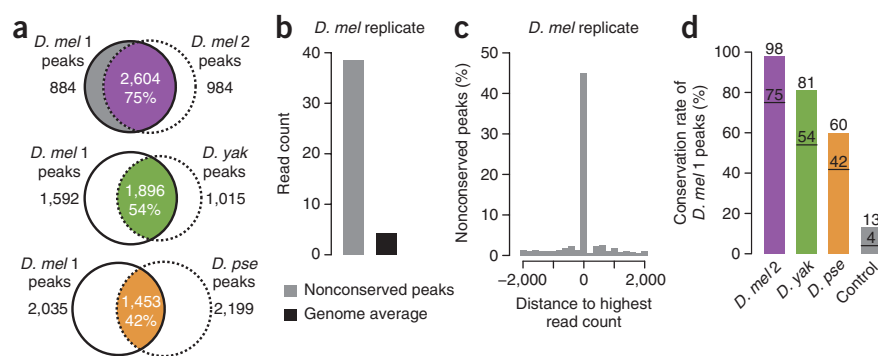 a
D. mel 1
peaks
884
2,604
75%
D. mel 2
peaks
984
D. mel 1
peaks
1,592
1,896
54%
D. yak
peaks
1,015
D. mel 1
peaks
2,035
1,453
42%
D. pse
peaks
2,199
b
D. mel replicate
Read count
40
30
20
10
0
Nonconserved peaks
Genome average
c
D. mel replicate
Nonconserved peaks (%)
50
40
30
20
10
0
–2,000
0
2,000
Distance to highest
read count
d
Conservation rate of
D. mel 1 peaks (%)
100
80
60
40
20
0
98
75
81
54
60
42
13
4
D. mel 2
D. yak
D. pse
Control